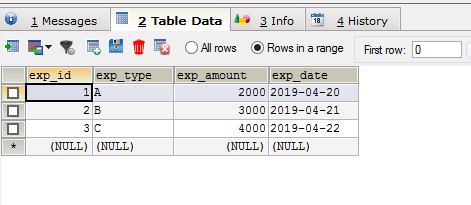 1 Messages 2 Table Data 3 Info 18 4 History
All rows Rows in a range First row: 0
exp_id exp_type exp_amount exp_date
1 A 2000 2019-04-20
2 B 3000 2019-04-21
3 C 4000 2019-04-22
* (NULL) (NULL) (NULL) (NULL)